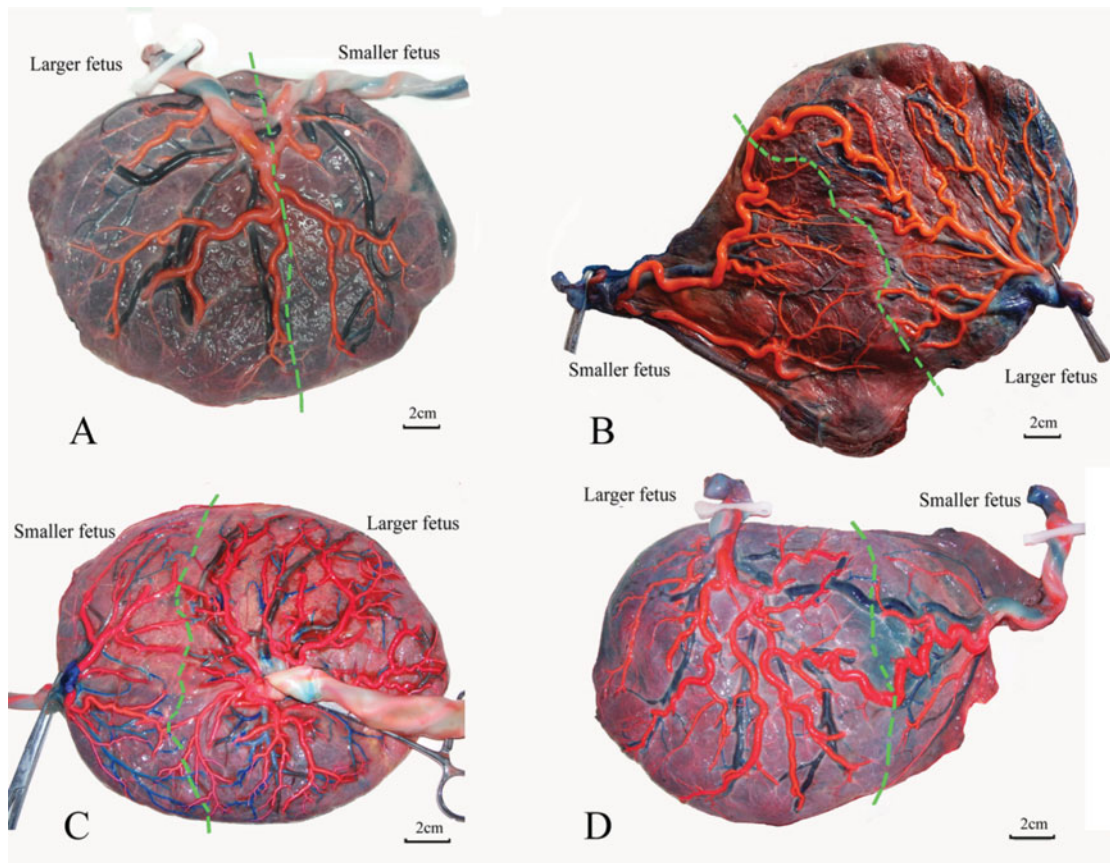 Larger fetus
Smaller fetus
2cm
A
Smaller fetus
Larger fetus
2cm
B
Smaller fetus
Larger fetus
2cm
C
Larger fetus
Smaller fetus
2cm
D